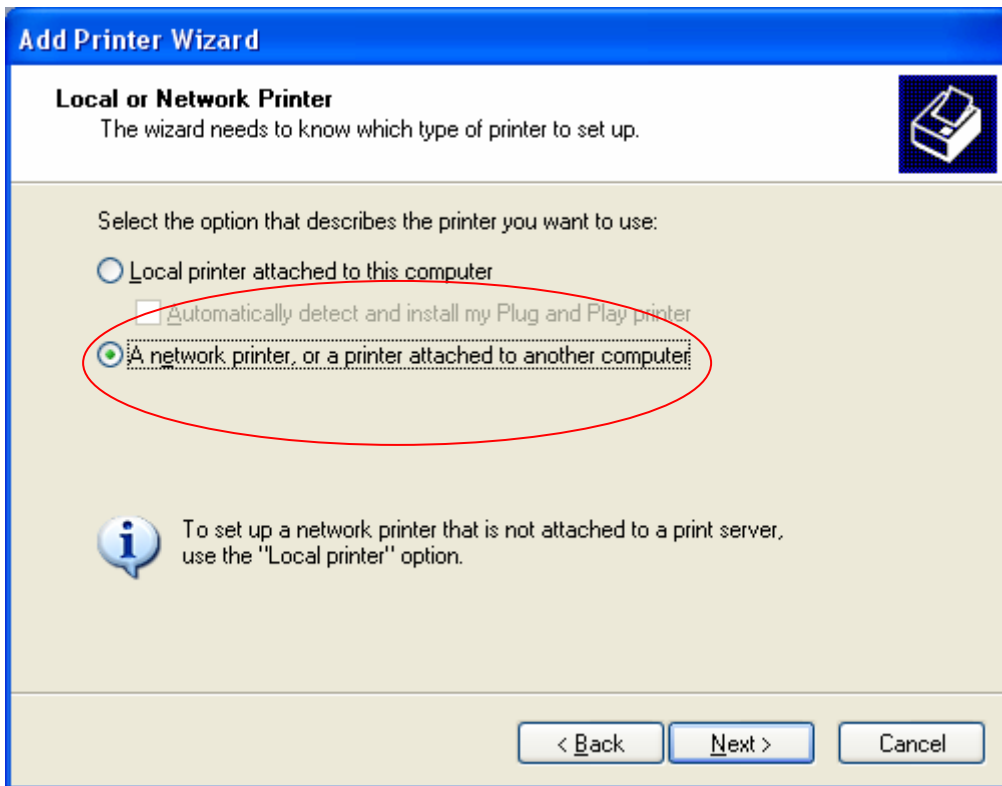 Add Printer Wizard
Local or Network Printer
The wizard needs to know which type of printer to set up.
Select the option that describes the printer you want to use:
Local printer attached to this computer
Automatically detect and install my Plug and Play printer
A network printer, or a printer attached to another computer
To set up a network printer that is not attached to a print server,
use the "Local printer" option.
< Back Next > Cancel